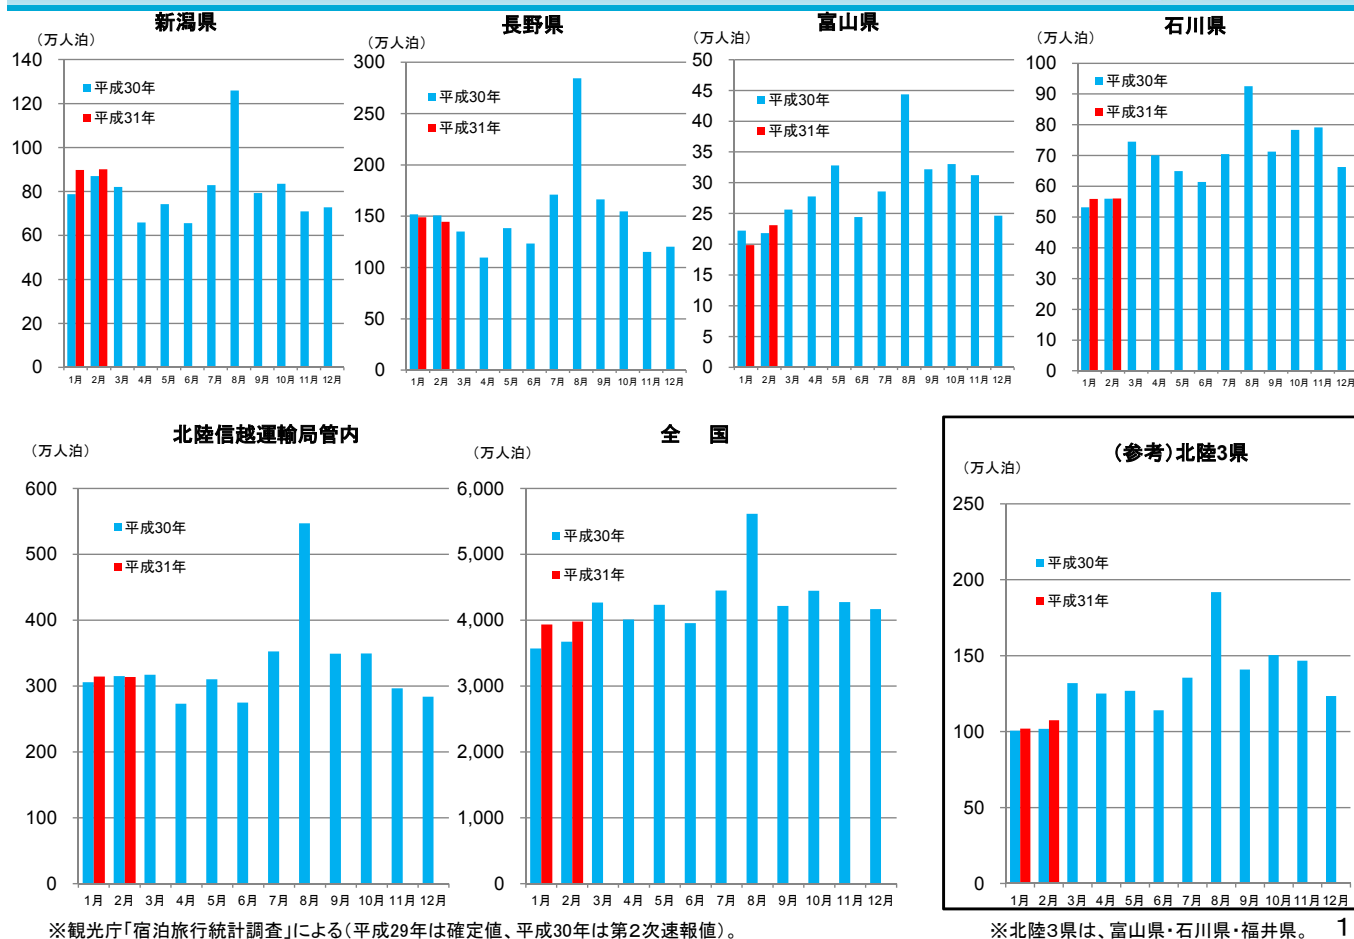 新潟県
(万人泊)
140
120
100
80
60
40
20
0
平成30年
平成31年
1月 2月 3月 4月 5月 6月 7月 8月 9月 10月 11月 12月
長野県
(万人泊)
300
250
200
150
100
50
0
平成30年
平成31年
1月 2月 3月 4月 5月 6月 7月 8月 9月 10月 11月 12月
富山県
(万人泊)
50
45
40
35
30
25
20
15
10
5
0
平成30年
平成31年
1月 2月 3月 4月 5月 6月 7月 8月 9月 10月 11月 12月
石川県
(万人泊)
100
90
80
70
60
50
40
30
20
10
0
平成30年
平成31年
1月 2月 3月 4月 5月 6月 7月 8月 9月 10月 11月 12月
北陸信越運輸局管内
(万人泊)
600
500
400
300
200
100
0
平成30年
平成31年
1月 2月 3月 4月 5月 6月 7月 8月 9月 10月 11月 12月
全 国
(万人泊)
6,000
5,000
4,000
3,000
2,000
1,000
0
平成30年
平成31年
1月 2月 3月 4月 5月 6月 7月 8月 9月 10月 11月 12月
(参考)北陸3県
(万人泊)
250
200
150
100
50
0
平成30年
平成31年
1月 2月 3月 4月 5月 6月 7月 8月 9月 10月 11月 12月
※観光庁「宿泊旅行統計調査」による(平成29年は確定値、平成30年は第2次速報値)。
※北陸3県は、富山県・石川県・福井県。
1